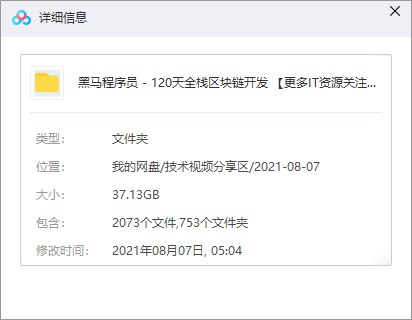 详细信息
黑马程序员 - 120天全栈区块链开发 【更多IT资源关注...
类型： 文件夹
位置： 我的网盘/技术视频分享区/2021-08-07
大小： 37.13GB
包含： 2073个文件,753个文件夹
修改时间： 2021年08月07日, 05:04